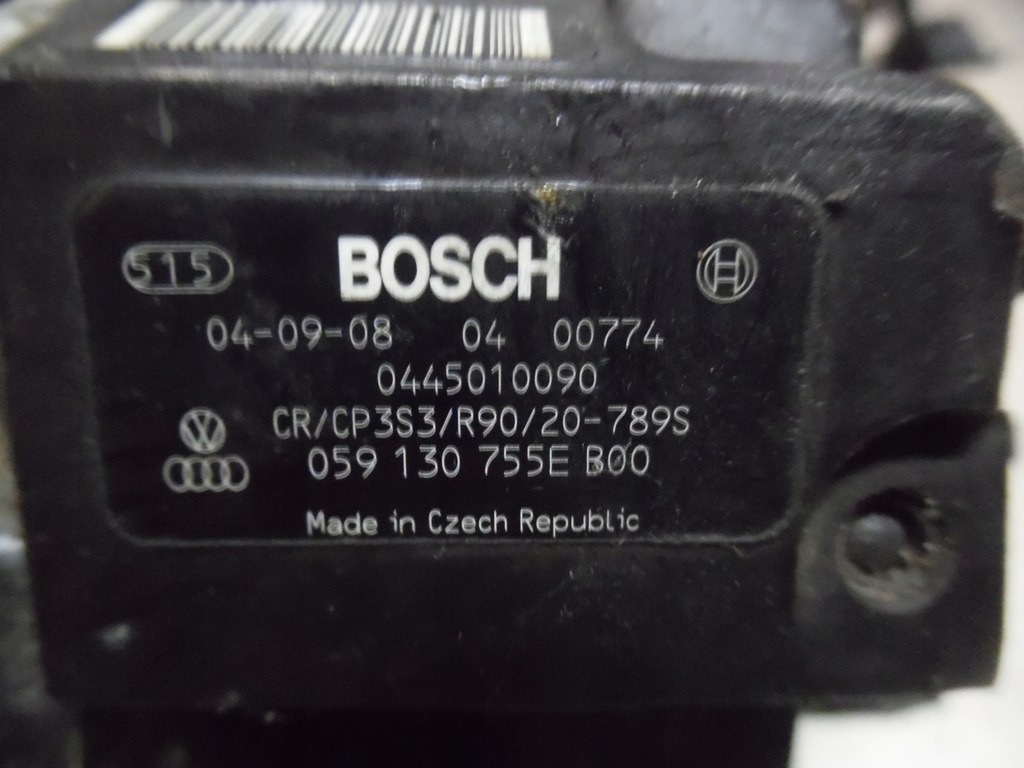 515 BOSCH
04-09-08 04 00774
0445010090
CR/CP3S3/R90/20-789S
059 130 755E B00
Made in Czech Republic